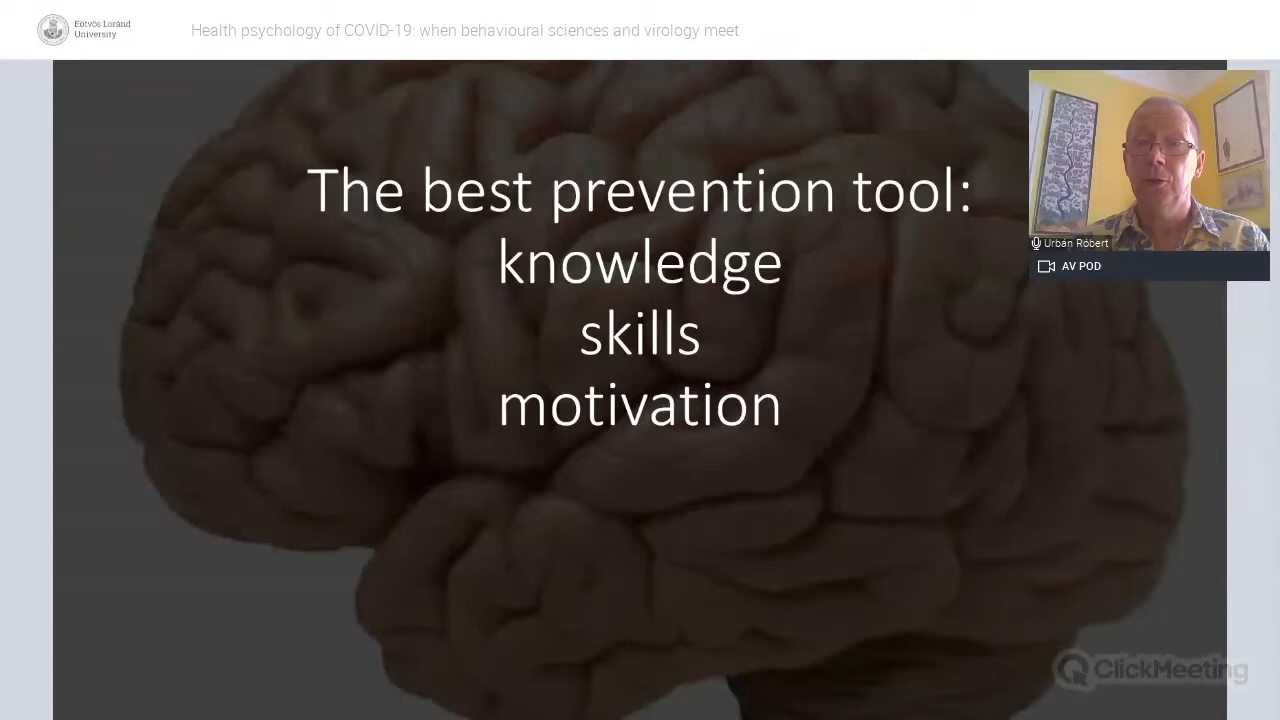 Eötvös Loránd
University
Health psychology of COVID-19: when behavioural sciences and virology meet
The best prevention tool:
knowledge
skills
motivation
Urbán Róbert
AV POD
ClickMeeting